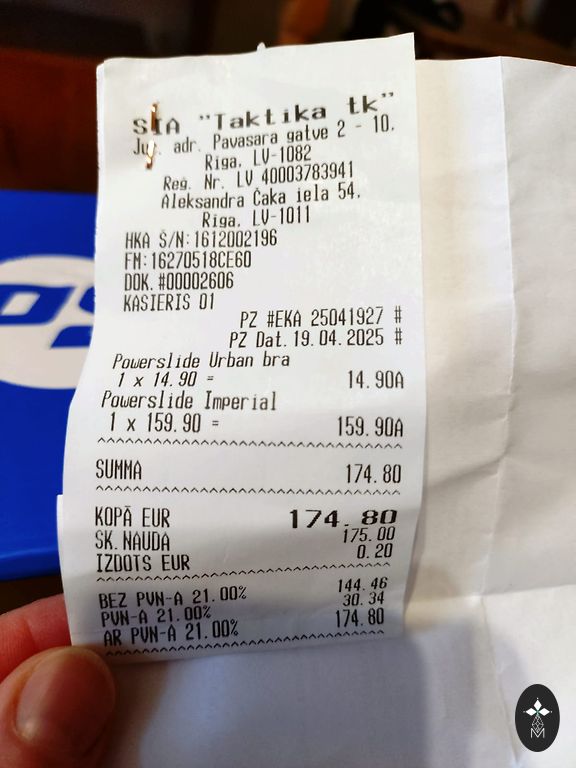 SIA "Taktika tk"
Jur. adr. Pavasara gatve 2 - 10,
Riga, LV-1082
Reg. Nr. LV 40003783941
Aleksandra Čaka iela 54,
Riga, LV-1011
HKA S/N:1612002196
FM:16270518CE60
DOK. #00002606
KASIERIS 01
PZ #EKA 25041927 #
PZ Dat. 19.04.2025 #
Powerslide Urban bra
1 x 14.90 = 14.90A
Powerslide Imperial
1 x 159.90 = 159.90A
^^^^^^^^^^^^^^^^^^^^^^^^^^^^^^^^
SUMMA 174.80
^^^^^^^^^^^^^^^^^^^^^^^^^^^^^^^^
KOPĀ EUR 174.80
SK.NAUDA 175.00
IZDOTS EUR 0.20
^^^^^^^^^^^^^^^^^^^^^^^^^^^^^^^^
BEZ PVN-A 21.00% 144.46
PVN-A 21.00% 30.34
AR PVN-A 21.00% 174.80
^^^^^^^^^^^^^^^^^^^^^^^^^^^^^^^^
M